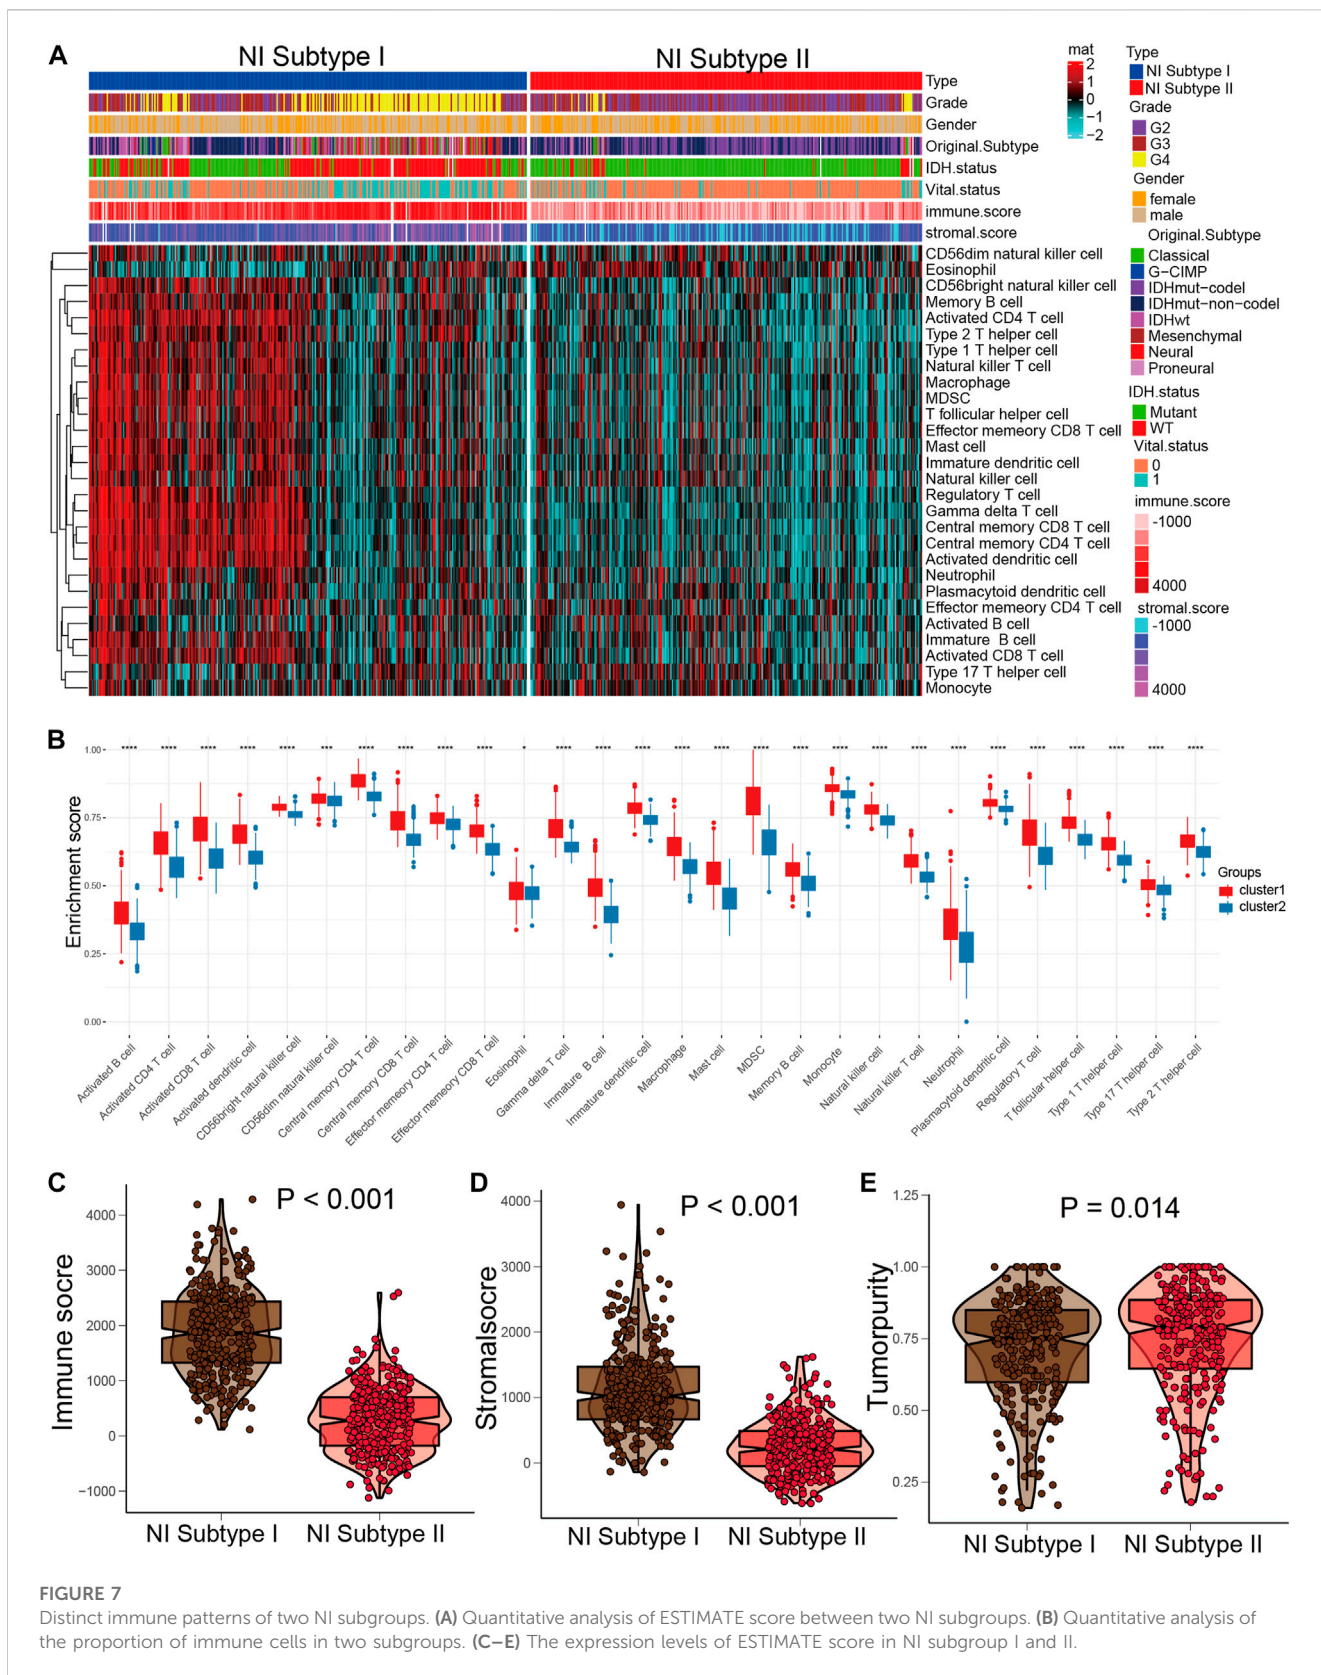 A
NI Subtype I
NI Subtype II
Type
Grade
Gender
Original.Subtype
IDH.status
Vital.status
immune.score
stromal.score
CD56dim natural killer cell
Eosinophil
CD56bright natural killer cell
Memory B cell
Activated CD4 T cell
Type 2 T helper cell
Type 1 T helper cell
Natural killer T cell
Macrophage
MDSC
T follicular helper cell
Effector memeory CD8 T cell
Mast cell
Immature dendritic cell
Natural killer cell
Regulatory T cell
Gamma delta T cell
Central memory CD8 T cell
Central memory CD4 T cell
Activated dendritic cell
Neutrophil
Plasmacytoid dendritic cell
Effector memeory CD4 T cell
Activated B cell
Immature  B cell
Activated CD8 T cell
Type 17 T helper cell
Monocyte
mat
2
1
0
−1
−2
Type
NI Subtype I
NI Subtype II
Grade
G2
G3
G4
Gender
female
male
Original.Subtype
Classical
G−CIMP
IDHmut−codel
IDHmut−non−codel
IDHwt
Mesenchymal
Neural
Proneural
IDH.status
Mutant
WT
Vital.status
0
1
immune.score
-1000
4000
stromal.score
-1000
4000
B
Enrichment score
1.00
0.75
0.50
0.25
0.00
**** **** **** **** **** *** **** **** **** **** * **** **** **** **** **** **** **** **** **** **** **** **** **** **** **** **** ****
Activated B cell
Activated CD4 T cell
Activated CD8 T cell
Activated dendritic cell
CD56bright natural killer cell
CD56dim natural killer cell
Central memory CD4 T cell
Central memory CD8 T cell
Effector memeory CD4 T cell
Effector memeory CD8 T cell
Eosinophil
Gamma delta T cell
Immature  B cell
Immature dendritic cell
Macrophage
Mast cell
MDSC
Memory B cell
Monocyte
Natural killer cell
Natural killer T cell
Neutrophil
Plasmacytoid dendritic cell
Regulatory T cell
T follicular helper cell
Type 1 T helper cell
Type 17 T helper cell
Type 2 T helper cell
Groups
cluster1
cluster2
C
P < 0.001
Immune socre
4000
3000
2000
1000
0
−1000
NI Subtype I
NI Subtype II
D
P < 0.001
Stromalsocre
4000
3000
2000
1000
0
NI Subtype I
NI Subtype II
E
P = 0.014
Tumorpurity
1.25
1.00
0.75
0.50
0.25
NI Subtype I
NI Subtype II
FIGURE 7
Distinct immune patterns of two NI subgroups. (A) Quantitative analysis of ESTIMATE score between two NI subgroups. (B) Quantitative analysis of
the proportion of immune cells in two subgroups. (C–E) The expression levels of ESTIMATE score in NI subgroup I and II.